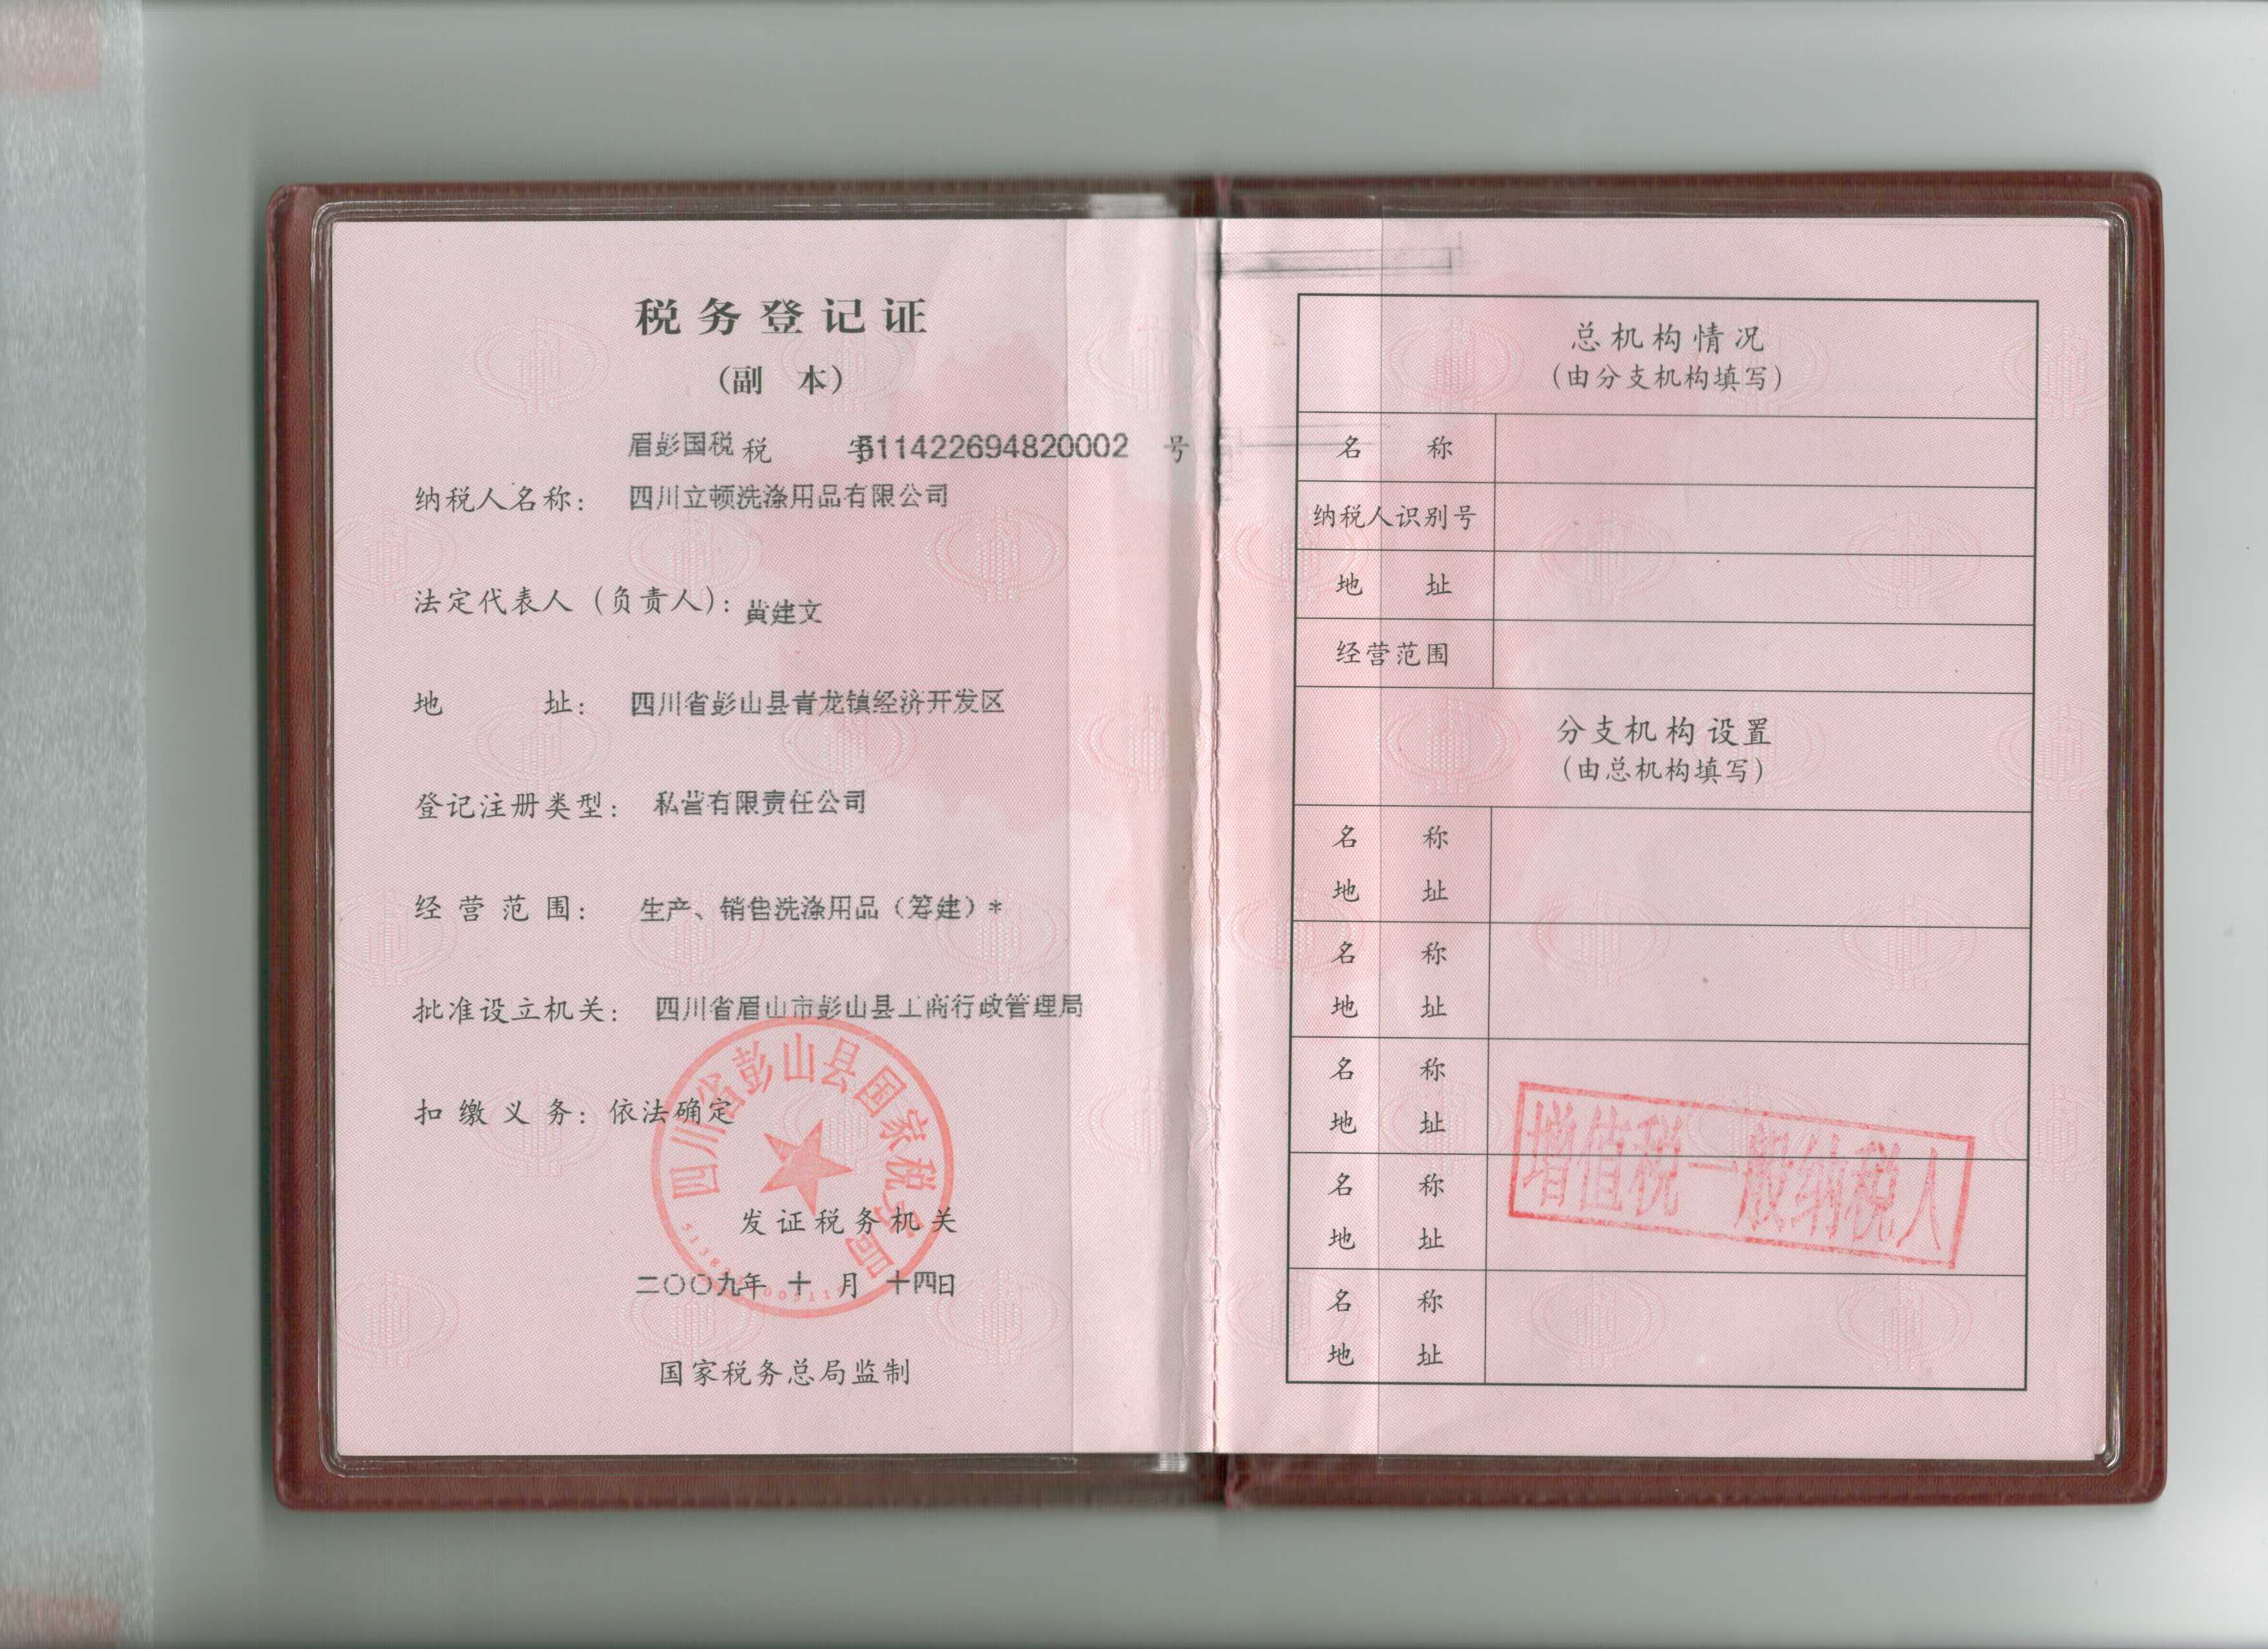 税务登记证
(副 本)
眉彭国税 税 字511422694820002 号
纳税人名称： 四川立顿洗涤用品有限公司
法定代表人（负责人）： 黄建文
地 址： 四川省彭山县青龙镇经济开发区
登记注册类型： 私营有限责任公司
经营范围： 生产、销售洗涤用品（筹建）*
批准设立机关： 四川省眉山市彭山县工商行政管理局
扣缴义务：依法确定
四川省彭山县国家税务局
发证税务机关
二〇〇九年 十 月 十四日
国家税务总局监制
总机构情况
（由分支机构填写）
名 称
纳税人识别号
地 址
经营范围
分支机构设置
（由总机构填写）
名 称
地 址
名 称
地 址
名 称
地 址
名 称
地 址
名 称
地 址
增值税一般纳税人